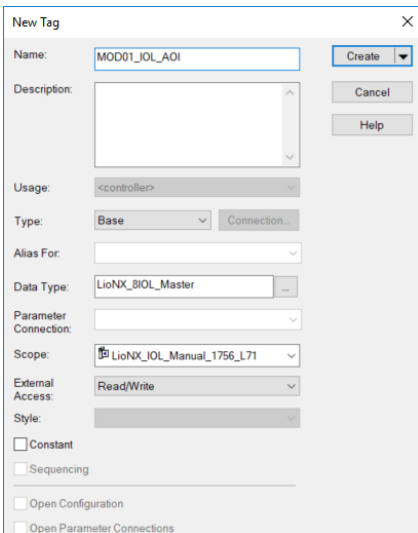 New Tag
Name: MOD01_IOL_AOI Create
Description: Cancel
Help
Usage: <controller>
Type: Base Connection...
Alias For:
Data Type: LioNX_8IOL_Master ...
Parameter
Connection:
Scope: LioNX_IOL_Manual_1756_L71
External
Access: Read/Write
Style:
Constant
Sequencing
Open Configuration
Open Parameter Connections